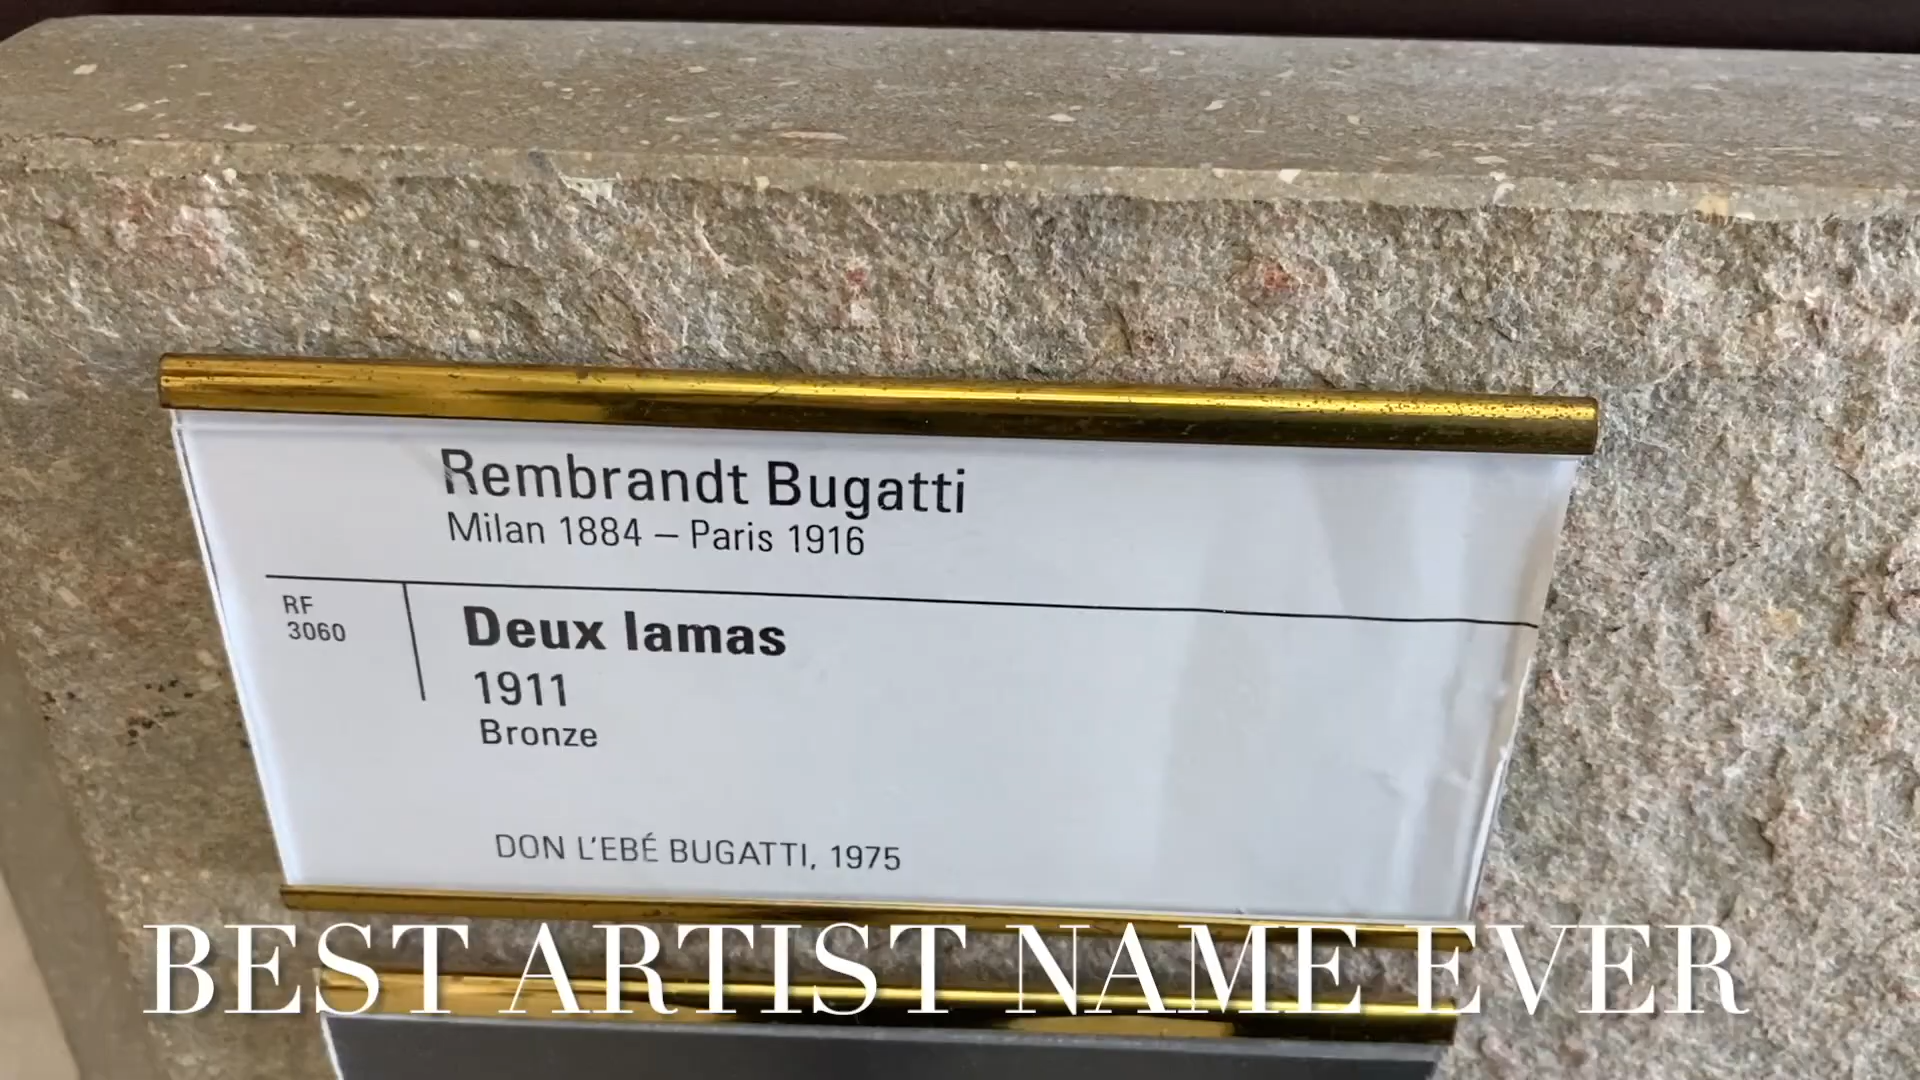 Rembrandt Bugatti
Milan 1884 – Paris 1916
RF
3060
Deux lamas
1911
Bronze
DON L'EBÉ BUGATTI, 1975
BEST ARTIST NAME EVER